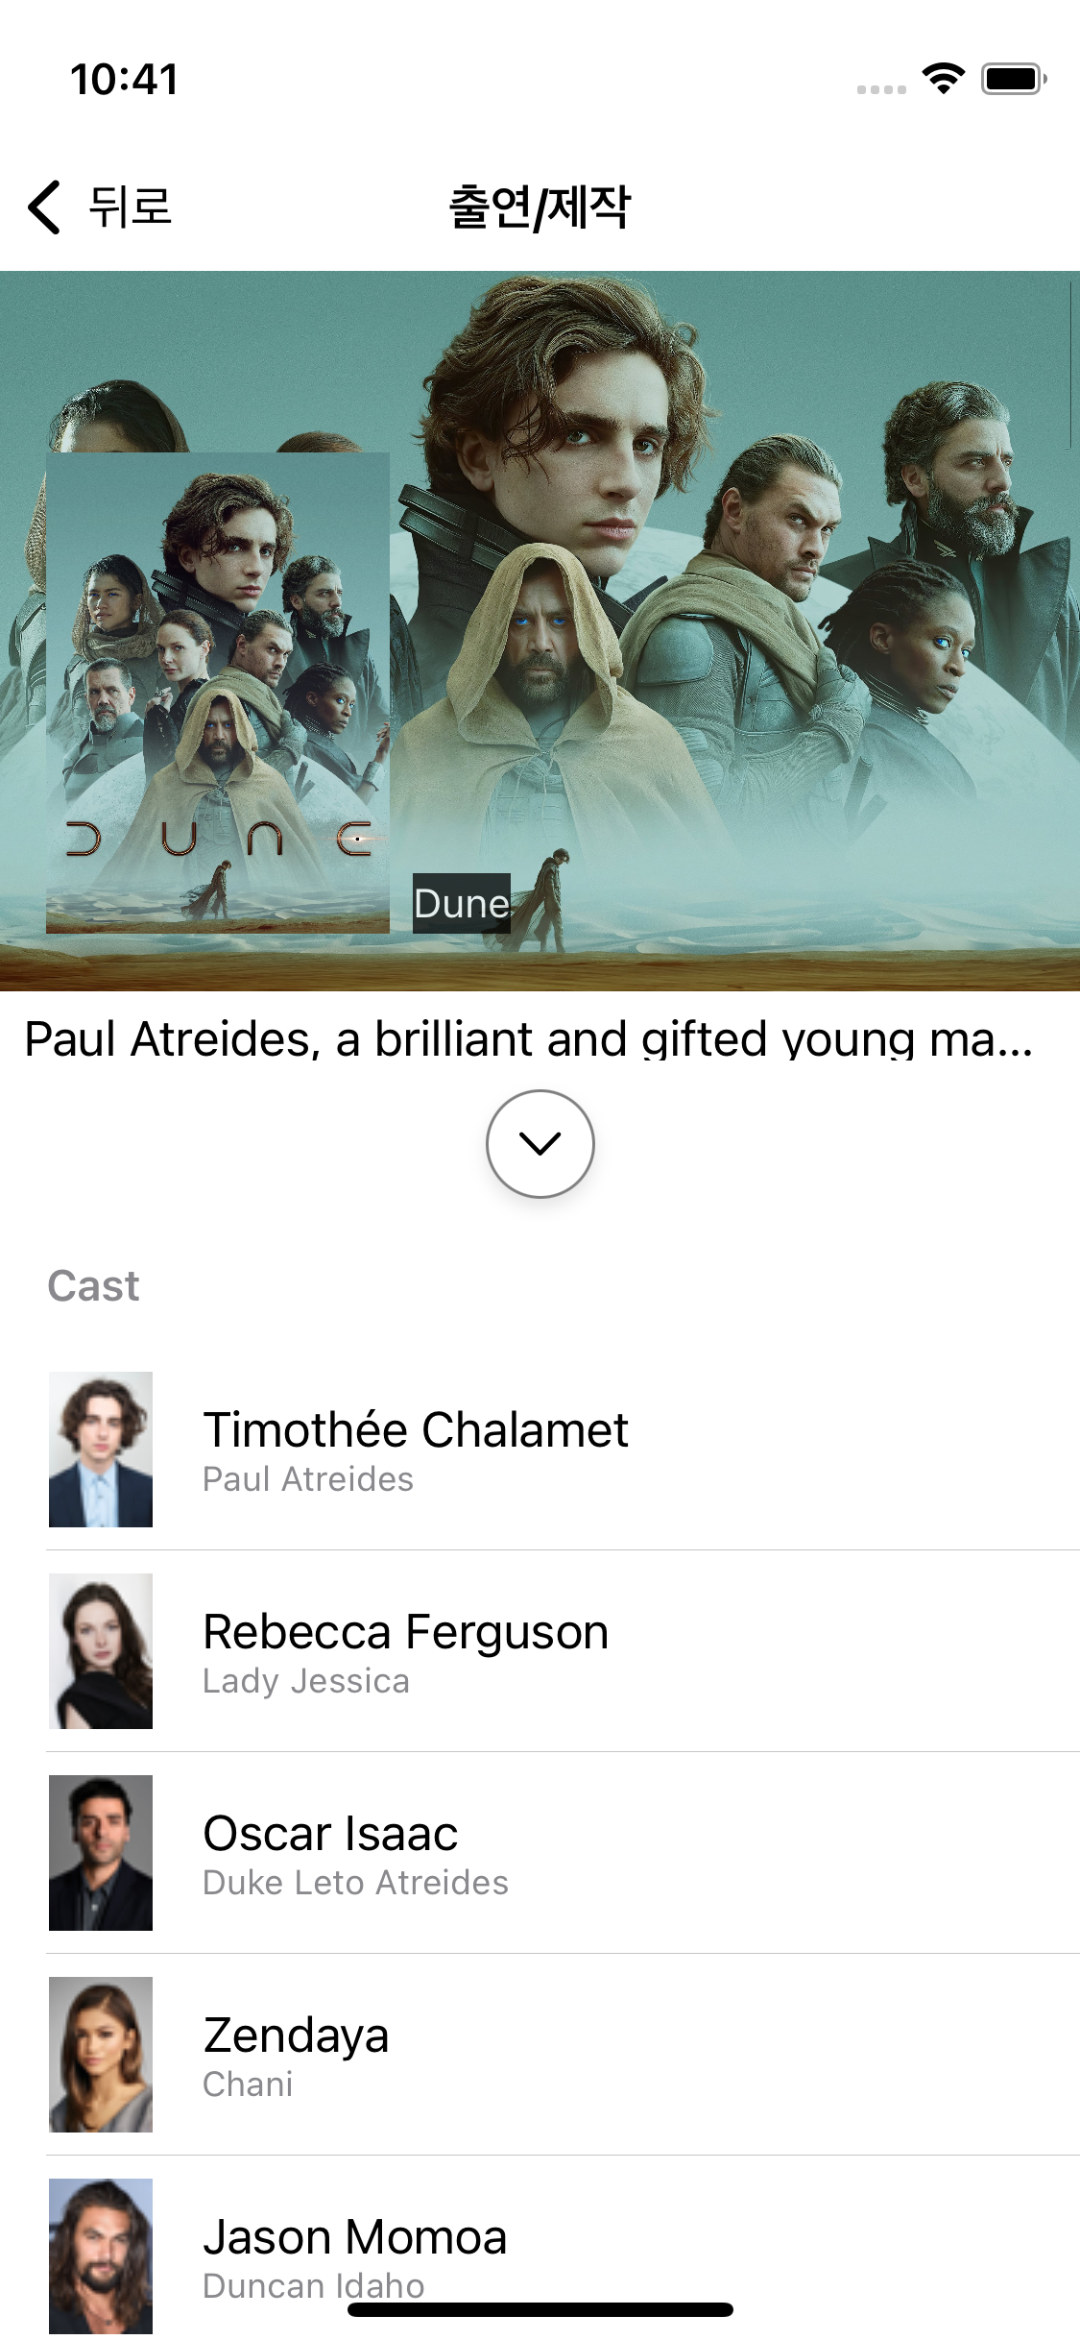 10:41
뒤로
출연/제작
DUNE
Dune
Paul Atreides, a brilliant and gifted young ma...
Cast
Timothée Chalamet
Paul Atreides
Rebecca Ferguson
Lady Jessica
Oscar Isaac
Duke Leto Atreides
Zendaya
Chani
Jason Momoa
Duncan Idaho